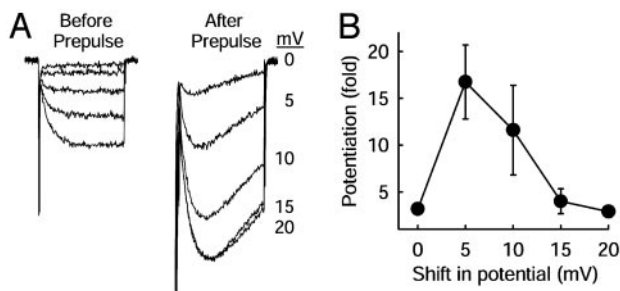 A
Before
Prepulse
After
Prepulse
mV
0
5
10
15
20
B
Potentiation (fold)
20
15
10
5
0 5 10 15 20
Shift in potential (mV)